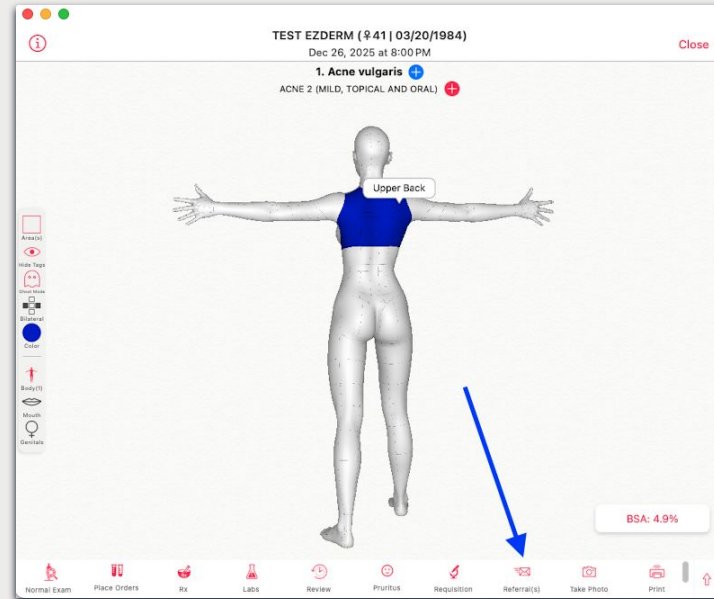 TEST EZDERM (♀41 | 03/20/1984)
Dec 26, 2025 at 8:00 PM
Close
1. Acne vulgaris
ACNE 2 (MILD, TOPICAL AND ORAL)
Upper Back
Area(s)
Hide Tags
Ghost Mode
Bilateral
Color
Body(1)
Mouth
Genitals
BSA: 4.9%
Normal Exam
Place Orders
Rx
Labs
Review
Pruritus
Requisition
Referral(s)
Take Photo
Print